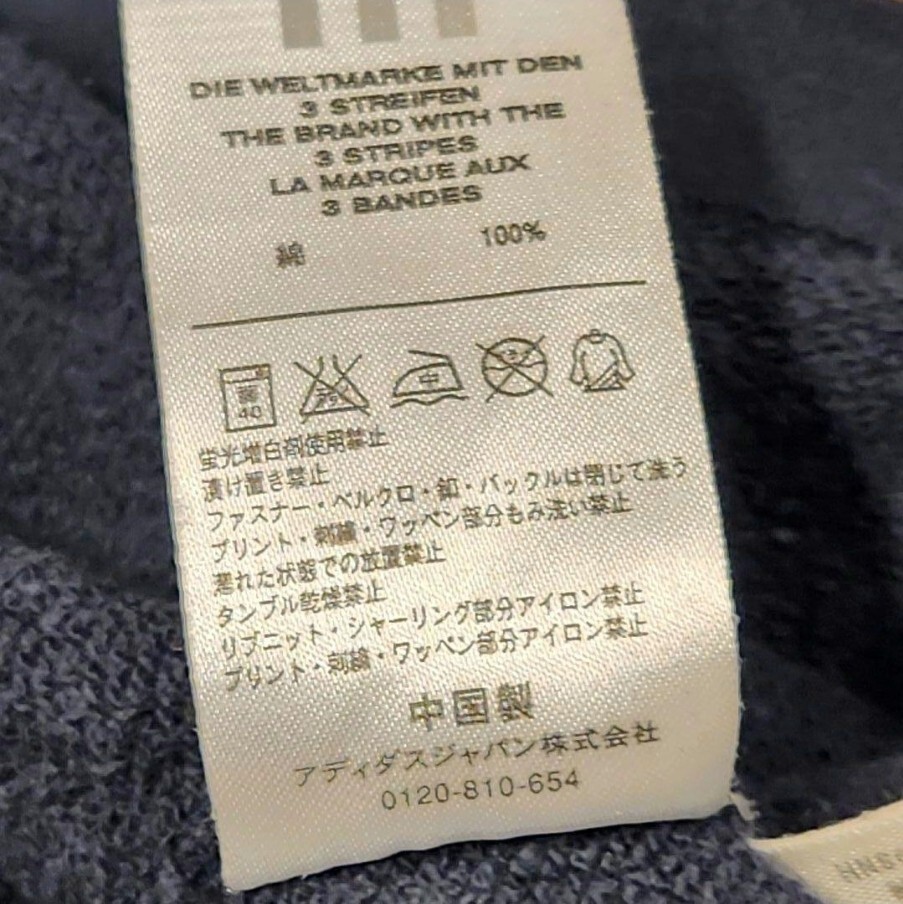 DIE WELTMARKE MIT DEN
3 STREIFEN
THE BRAND WITH THE
3 STRIPES
LA MARQUE AUX
3 BANDES
綿 100%
40 中
蛍光増白剤使用禁止
漬け置き禁止
ファスナー・ベルクロ・釦・バックルは閉じて洗う
プリント・刺繍・ワッペン部分もみ洗い禁止
濡れた状態での放置禁止
タンブル乾燥禁止
リブニット・シャーリング部分アイロン禁止
プリント・刺繍・ワッペン部分アイロン禁止
中国製
アディダスジャパン株式会社
0120-810-654